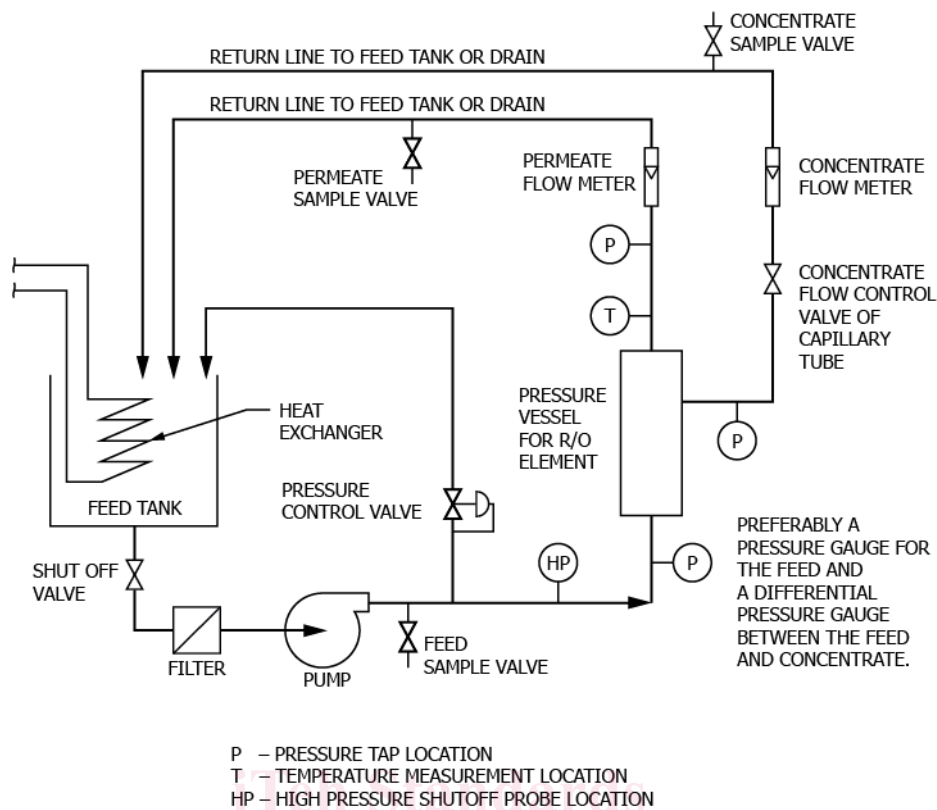 CONCENTRATE
SAMPLE VALVE
RETURN LINE TO FEED TANK OR DRAIN
RETURN LINE TO FEED TANK OR DRAIN
PERMEATE
SAMPLE VALVE
PERMEATE
FLOW METER
CONCENTRATE
FLOW METER
P
T
CONCENTRATE
FLOW CONTROL
VALVE OF
CAPILLARY
TUBE
HEAT
EXCHANGER
PRESSURE
VESSEL
FOR R/O
ELEMENT
P
FEED TANK
PRESSURE
CONTROL VALVE
SHUT OFF
VALVE
HP
P
PREFERABLY A
PRESSURE GAUGE FOR
THE FEED AND
A DIFFERENTIAL
PRESSURE GAUGE
BETWEEN THE FEED
AND CONCENTRATE.
FILTER
PUMP
FEED
SAMPLE VALVE
P – PRESSURE TAP LOCATION
T – TEMPERATURE MEASUREMENT LOCATION
HP – HIGH PRESSURE SHUTOFF PROBE LOCATION
iTeh Standards